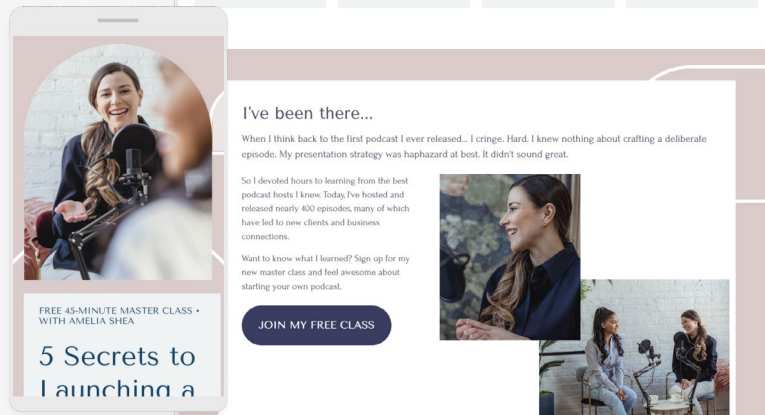 FREE 45-MINUTE MASTER CLASS •
WITH AMELIA SHEA
5 Secrets to
Launching a
I've been there...
When I think back to the first podcast I ever released... I cringe. Hard. I knew nothing about crafting a deliberate
episode. My presentation strategy was haphazard at best. It didn't sound great.
So I devoted hours to learning from the best
podcast hosts I knew. Today, I've hosted and
released nearly 400 episodes, many of which
have led to new clients and business
connections.
Want to know what I learned? Sign up for my
new master class and feel awesome about
starting your own podcast.
JOIN MY FREE CLASS